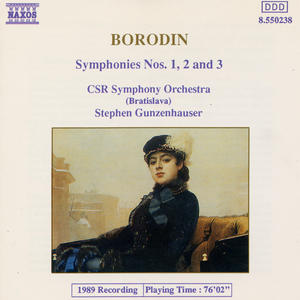 NAXOS
DDD
8.550238
BORODIN
Symphonies Nos. 1, 2 and 3
CSR Symphony Orchestra
(Bratislava)
Stephen Gunzenhauser
1989 Recording
Playing Time : 76'02"